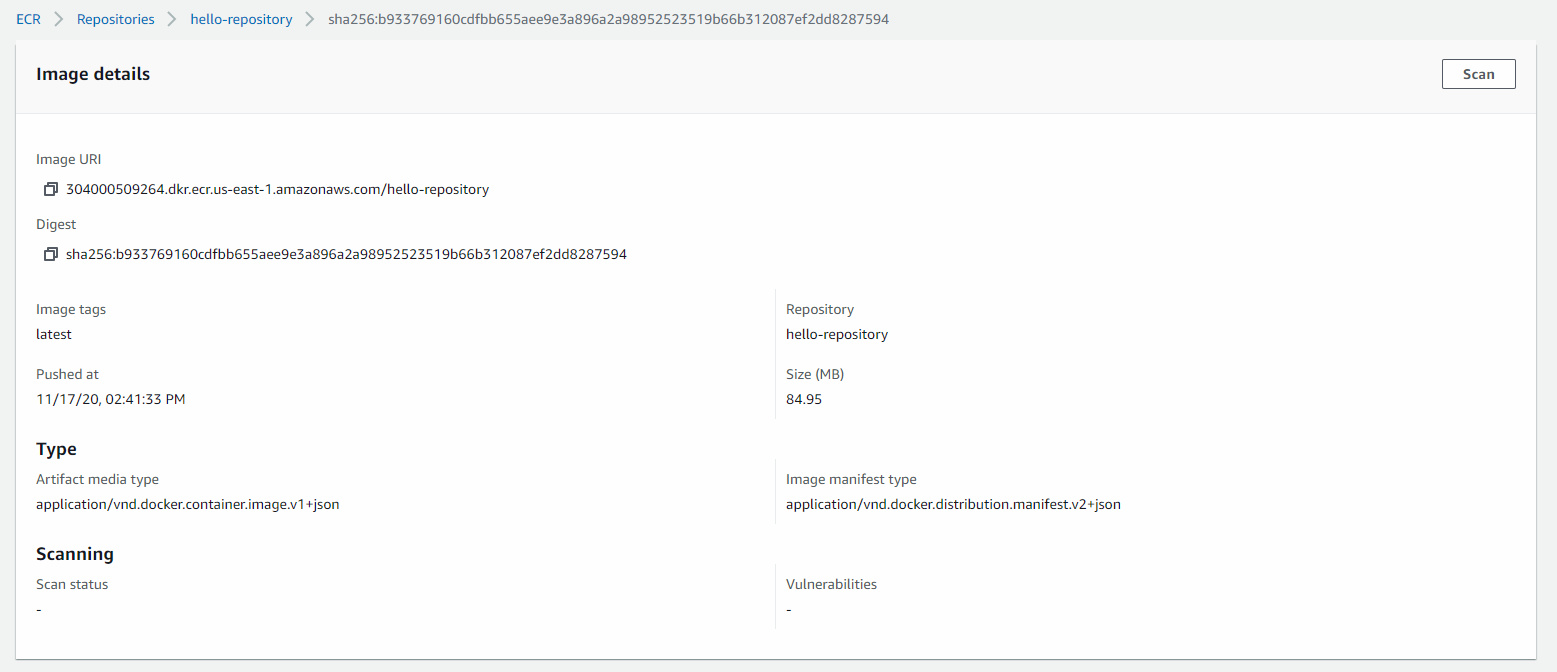 ECR > Repositories > hello-repository > sha256:b933769160cdfbb655aee9e3a896a2a98952523519b66b312087ef2dd8287594
Image details
Scan
Image URI
304000509264.dkr.ecr.us-east-1.amazonaws.com/hello-repository
Digest
sha256:b933769160cdfbb655aee9e3a896a2a98952523519b66b312087ef2dd8287594
Image tags
latest
Repository
hello-repository
Pushed at
11/17/20, 02:41:33 PM
Size (MB)
84.95
Type
Artifact media type
application/vnd.docker.container.image.v1+json
Image manifest type
application/vnd.docker.distribution.manifest.v2+json
Scanning
Scan status
-
Vulnerabilities
-